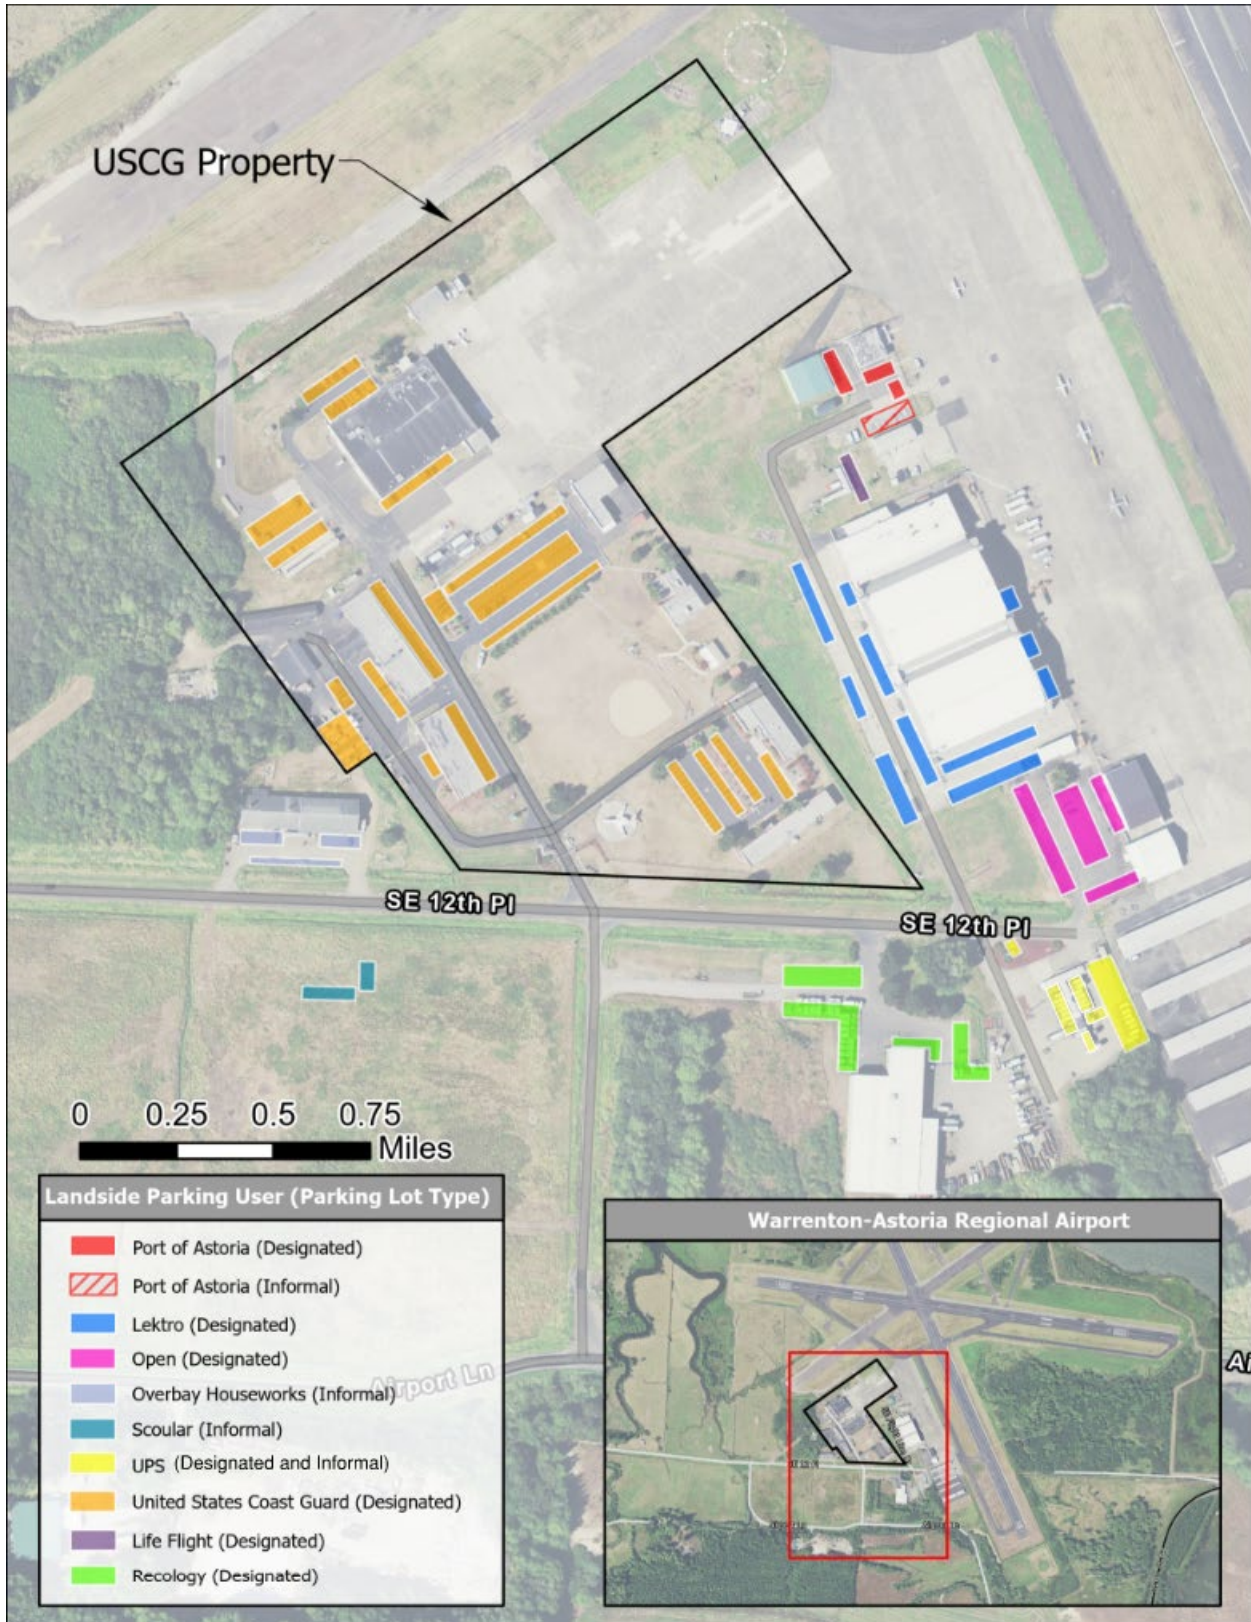 USCG Property
SE 12th Pl
SE 12th Pl
0 0.25 0.5 0.75
Miles
Landside Parking User (Parking Lot Type)
Port of Astoria (Designated)
Port of Astoria (Informal)
Lektro (Designated)
Open (Designated)
Overbay Houseworks (Informal)
Scoular (Informal)
UPS (Designated and Informal)
United States Coast Guard (Designated)
Life Flight (Designated)
Recology (Designated)
Airport Ln
Warrenton-Astoria Regional Airport
Ai